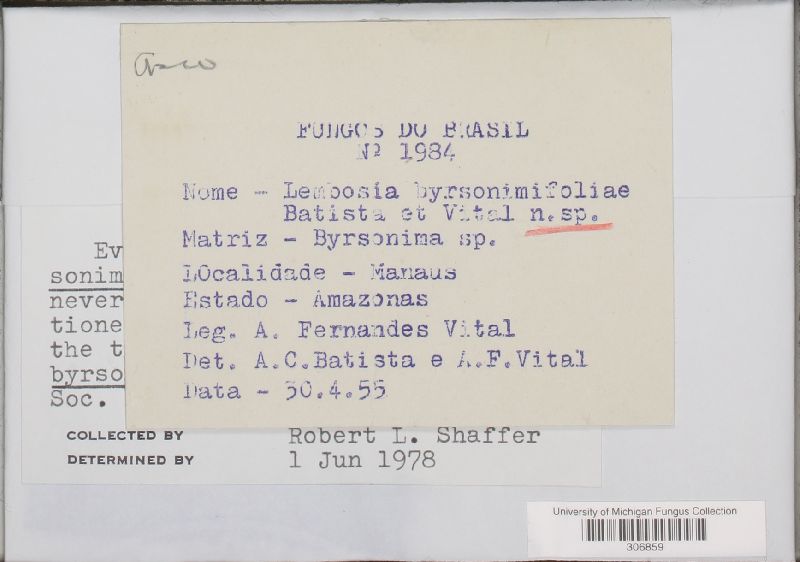 Asco
FUNGOS DO BRASIL
Nº 1984
Nome - Lembosia byrsonimifoliae
Batista et Vital n.sp.
Matriz - Byrsonima sp.
LOcalidade - Manaus
Estado - Amazonas
Leg. A. Fernandes Vital
Det. A.C.Batista e A.F.Vital
Data - 30.4.55
Ev
sonim
never
tione
the t
byrso
Soc.
COLLECTED BY Robert L. Shaffer
DETERMINED BY 1 Jun 1978
University of Michigan Fungus Collection
306859